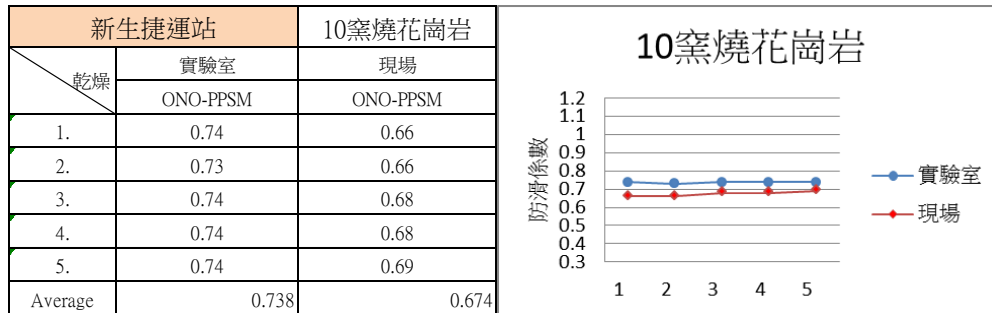 新生捷運站 10窯燒花崗岩
乾燥 實驗室 現場
ONO-PPSM ONO-PPSM
1. 0.74 0.66
2. 0.73 0.66
3. 0.74 0.68
4. 0.74 0.68
5. 0.74 0.69
Average 0.738 0.674
10窯燒花崗岩
防滑係數
1.2
1.1
1
0.9
0.8
0.7
0.6
0.5
0.4
0.3
1 2 3 4 5
實驗室
現場